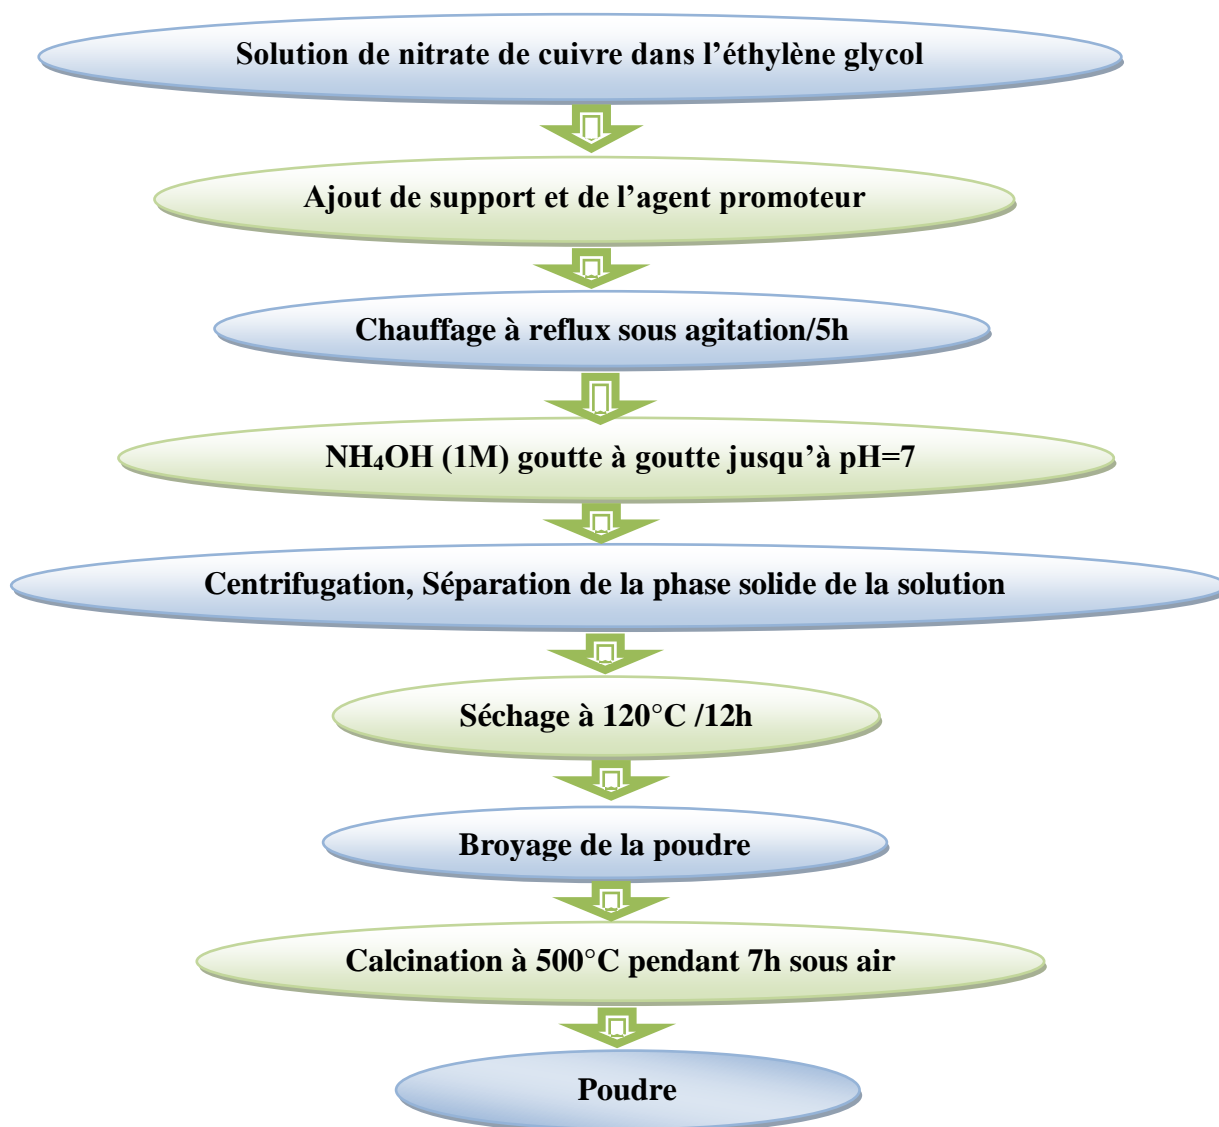 Solution de nitrate de cuivre dans l’éthylène glycol
Ajout de support et de l’agent promoteur
Chauffage à reflux sous agitation/5h
NH₄OH (1M) goutte à goutte jusqu’à pH=7
Centrifugation, Séparation de la phase solide de la solution
Séchage à 120°C /12h
Broyage de la poudre
Calcination à 500°C pendant 7h sous air
Poudre